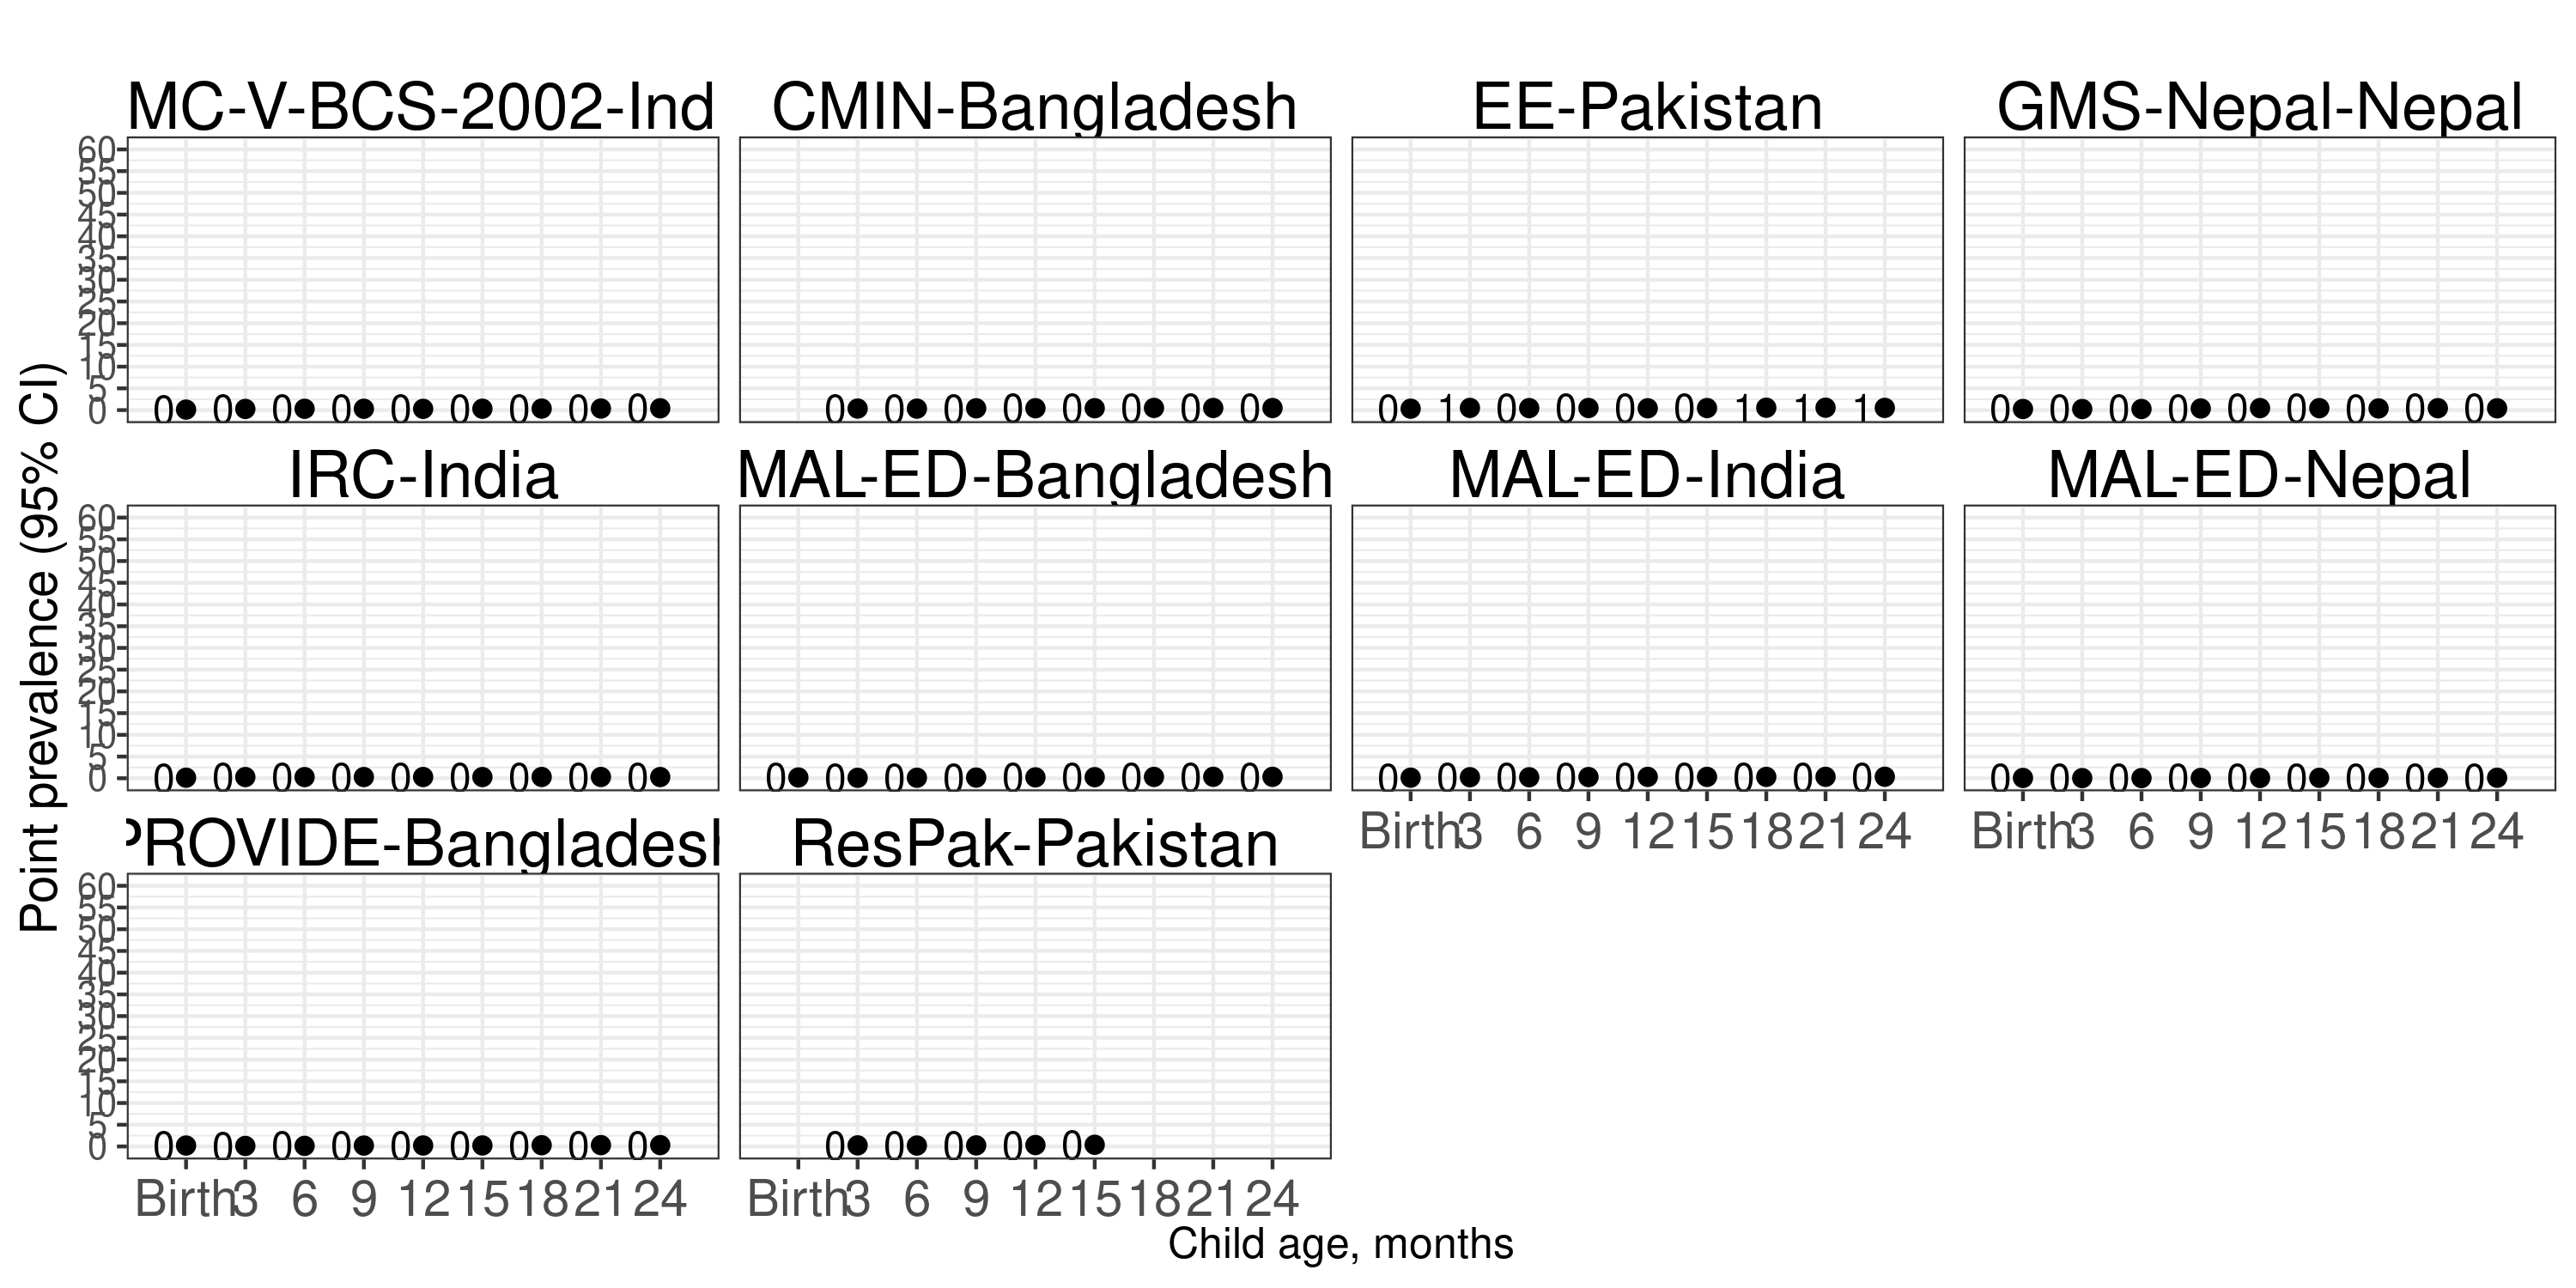 MC-V-BCS-2002-Ind
CMIN-Bangladesh
EE-Pakistan
GMS-Nepal-Nepal
60
55
50
45
40
35
30
25
20
15
10
5
0
0 0 0 0 0 0 0 0 0
0 0 0 0 0 0 0 0
0 1 0 0 0 0 1 1 1
0 0 0 0 0 0 0 0 0
IRC-India
MAL-ED-Bangladesh
MAL-ED-India
MAL-ED-Nepal
60
55
50
45
40
35
30
25
20
15
10
5
0
0 0 0 0 0 0 0 0 0
0 0 0 0 0 0 0 0 0
0 0 0 0 0 0 0 0 0
0 0 0 0 0 0 0 0 0
Birth 3 6 9 12 15 18 21 24
Birth 3 6 9 12 15 18 21 24
PROVIDE-Bangladesh
ResPak-Pakistan
60
55
50
45
40
35
30
25
20
15
10
5
0
0 0 0 0 0 0 0 0 0
0 0 0 0 0
Birth 3 6 9 12 15 18 21 24
Birth 3 6 9 12 15 18 21 24
Point prevalence (95% CI)
Child age, months